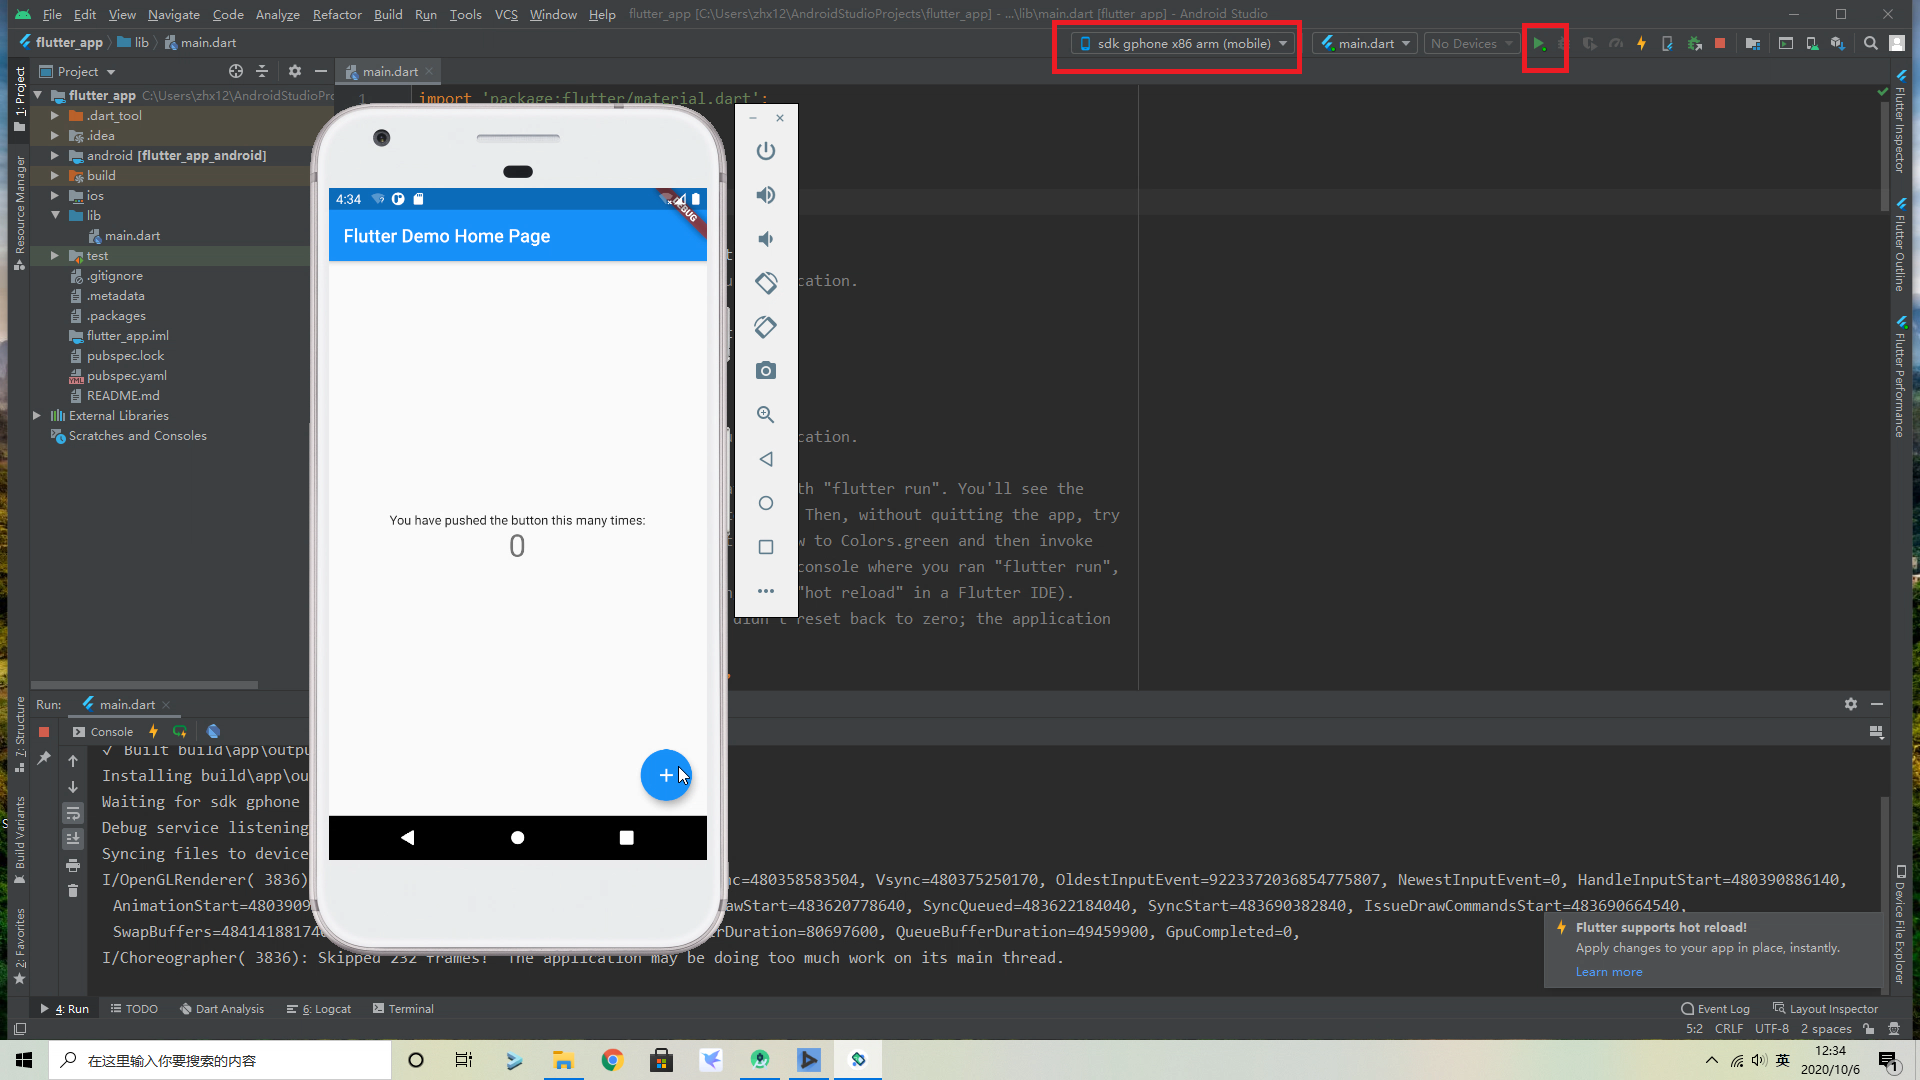 File Edit View Navigate Code Analyze Refactor Build Run Tools VCS Window Help flutter_app [C:\Users\zhx12\AndroidStudioProjects\flutter_app] - ...\lib\main.dart [flutter_app] - Android Studio
flutter_app lib main.dart
sdk gphone x86 arm (mobile) main.dart No Devices
Project main.dart
1: Project
Resource Manager
7: Structure
Build Variants
2: Favorites
flutter_app C:\Users\zhx12\AndroidStudioPro
.dart_tool
.idea
android [flutter_app_android]
build
ios
lib
main.dart
test
.gitignore
.metadata
.packages
flutter_app.iml
pubspec.lock
pubspec.yaml
README.md
External Libraries
Scratches and Consoles
1 import 'package:flutter/material.dart';
cation.
cation.
th "flutter run". You'll see the
Then, without quitting the app, try
w to Colors.green and then invoke
console where you ran "flutter run",
"hot reload" in a Flutter IDE).
didn't reset back to zero; the application
4:34
DEBUG
Flutter Demo Home Page
You have pushed the button this many times:
0
+
Flutter Inspector
Flutter Outline
Flutter Performance
Device File Explorer
Run: main.dart
Console
✓ Built build\app\outpu
Installing build\app\ou
Waiting for sdk gphone
Debug service listening
Syncing files to device
I/OpenGLRenderer( 3836) nc=480358583504, Vsync=480375250170, OldestInputEvent=9223372036854775807, NewestInputEvent=0, HandleInputStart=480390886140,
AnimationStart=4803909 awStart=483620778640, SyncQueued=483622184040, SyncStart=483690382840, IssueDrawCommandsStart=483690664540,
SwapBuffers=484141881740 erDuration=80697600, QueueBufferDuration=49459900, GpuCompleted=0,
I/Choreographer( 3836): Skipped 232 frames! The application may be doing too much work on its main thread.
Flutter supports hot reload!
Apply changes to your app in place, instantly.
Learn more
4: Run TODO Dart Analysis 6: Logcat Terminal Event Log Layout Inspector
5:2 CRLF UTF-8 2 spaces
在这里输入你要搜索的内容
英
12:34
2020/10/6
1